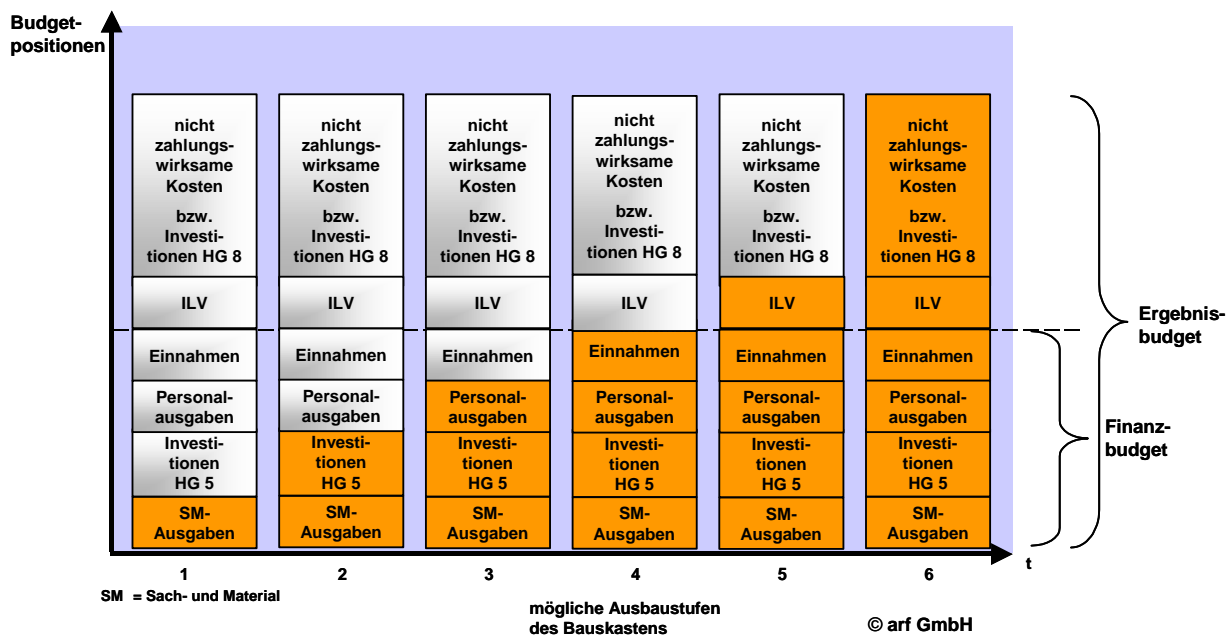 Budget-
positionen
nicht
zahlungs-
wirksame
Kosten
bzw.
Investi-
tionen HG 8
ILV
Einnahmen
Personal-
ausgaben
Investi-
tionen
HG 5
SM-
Ausgaben
nicht
zahlungs-
wirksame
Kosten
bzw.
Investi-
tionen HG 8
ILV
Einnahmen
Personal-
ausgaben
Investi-
tionen
HG 5
SM-
Ausgaben
nicht
zahlungs-
wirksame
Kosten
bzw.
Investi-
tionen HG 8
ILV
Einnahmen
Personal-
ausgaben
Investi-
tionen
HG 5
SM-
Ausgaben
nicht
zahlungs-
wirksame
Kosten
bzw.
Investi-
tionen HG 8
ILV
Einnahmen
Personal-
ausgaben
Investi-
tionen
HG 5
SM-
Ausgaben
nicht
zahlungs-
wirksame
Kosten
bzw.
Investi-
tionen HG 8
ILV
Einnahmen
Personal-
ausgaben
Investi-
tionen
HG 5
SM-
Ausgaben
nicht
zahlungs-
wirksame
Kosten
bzw.
Investi-
tionen HG 8
ILV
Einnahmen
Personal-
ausgaben
Investi-
tionen
HG 5
SM-
Ausgaben
Ergebnis-
budget
Finanz-
budget
t
1 2 3 4 5 6
SM = Sach- und Material
mögliche Ausbaustufen
des Bauskastens
© arf GmbH